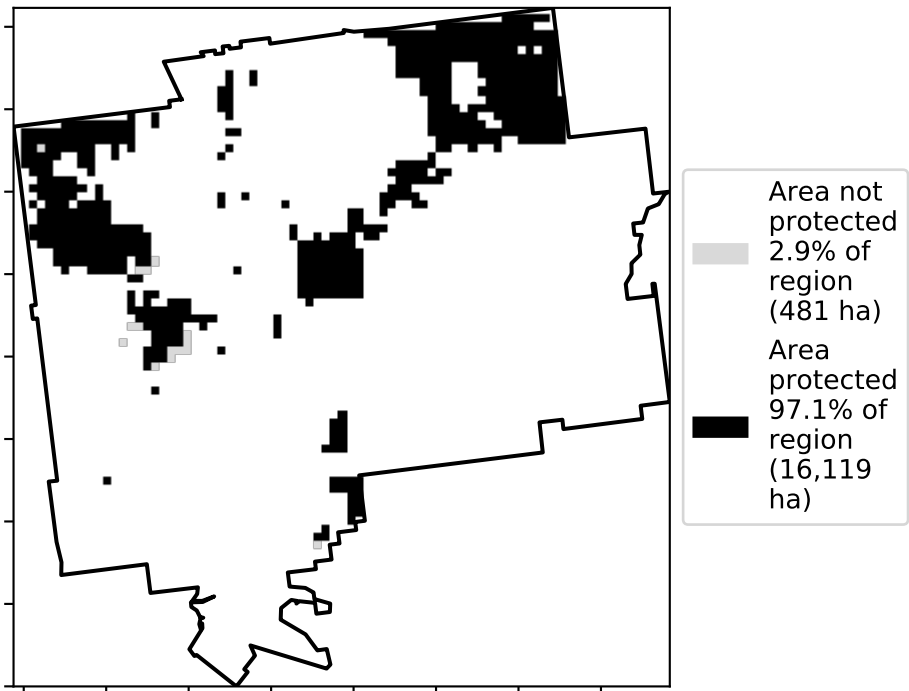 Area not
protected
2.9% of
region
(481 ha)
Area
protected
97.1% of
region
(16,119
ha)